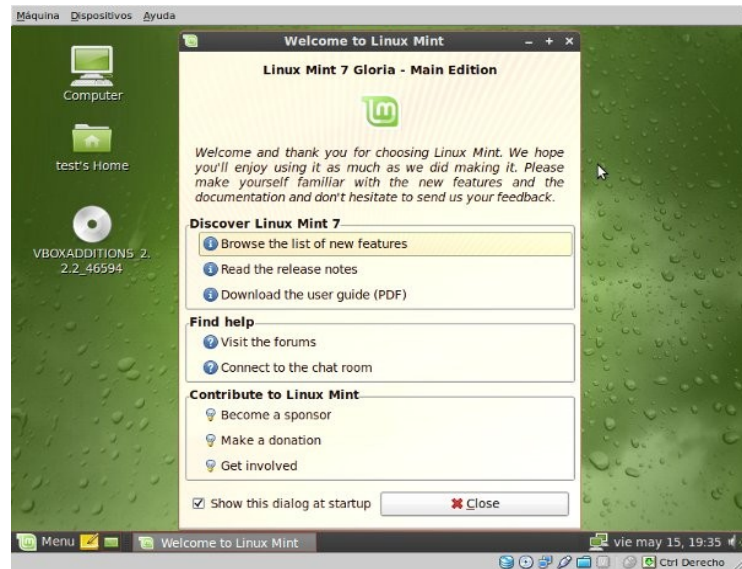 Máquina Dispositivos Ayuda
Welcome to Linux Mint
Linux Mint 7 Gloria - Main Edition
Computer
test's Home
VBOXADDITIONS_2.
2.2_46594
Welcome and thank you for choosing Linux Mint. We hope
you'll enjoy using it as much as we did making it. Please
make yourself familiar with the new features and the
documentation and don't hesitate to send us your feedback.
Discover Linux Mint 7
Browse the list of new features
Read the release notes
Download the user guide (PDF)
Find help
Visit the forums
Connect to the chat room
Contribute to Linux Mint
Become a sponsor
Make a donation
Get involved
Show this dialog at startup
Close
Menu
Welcome to Linux Mint
vie may 15, 19:35
Ctrl Derecho